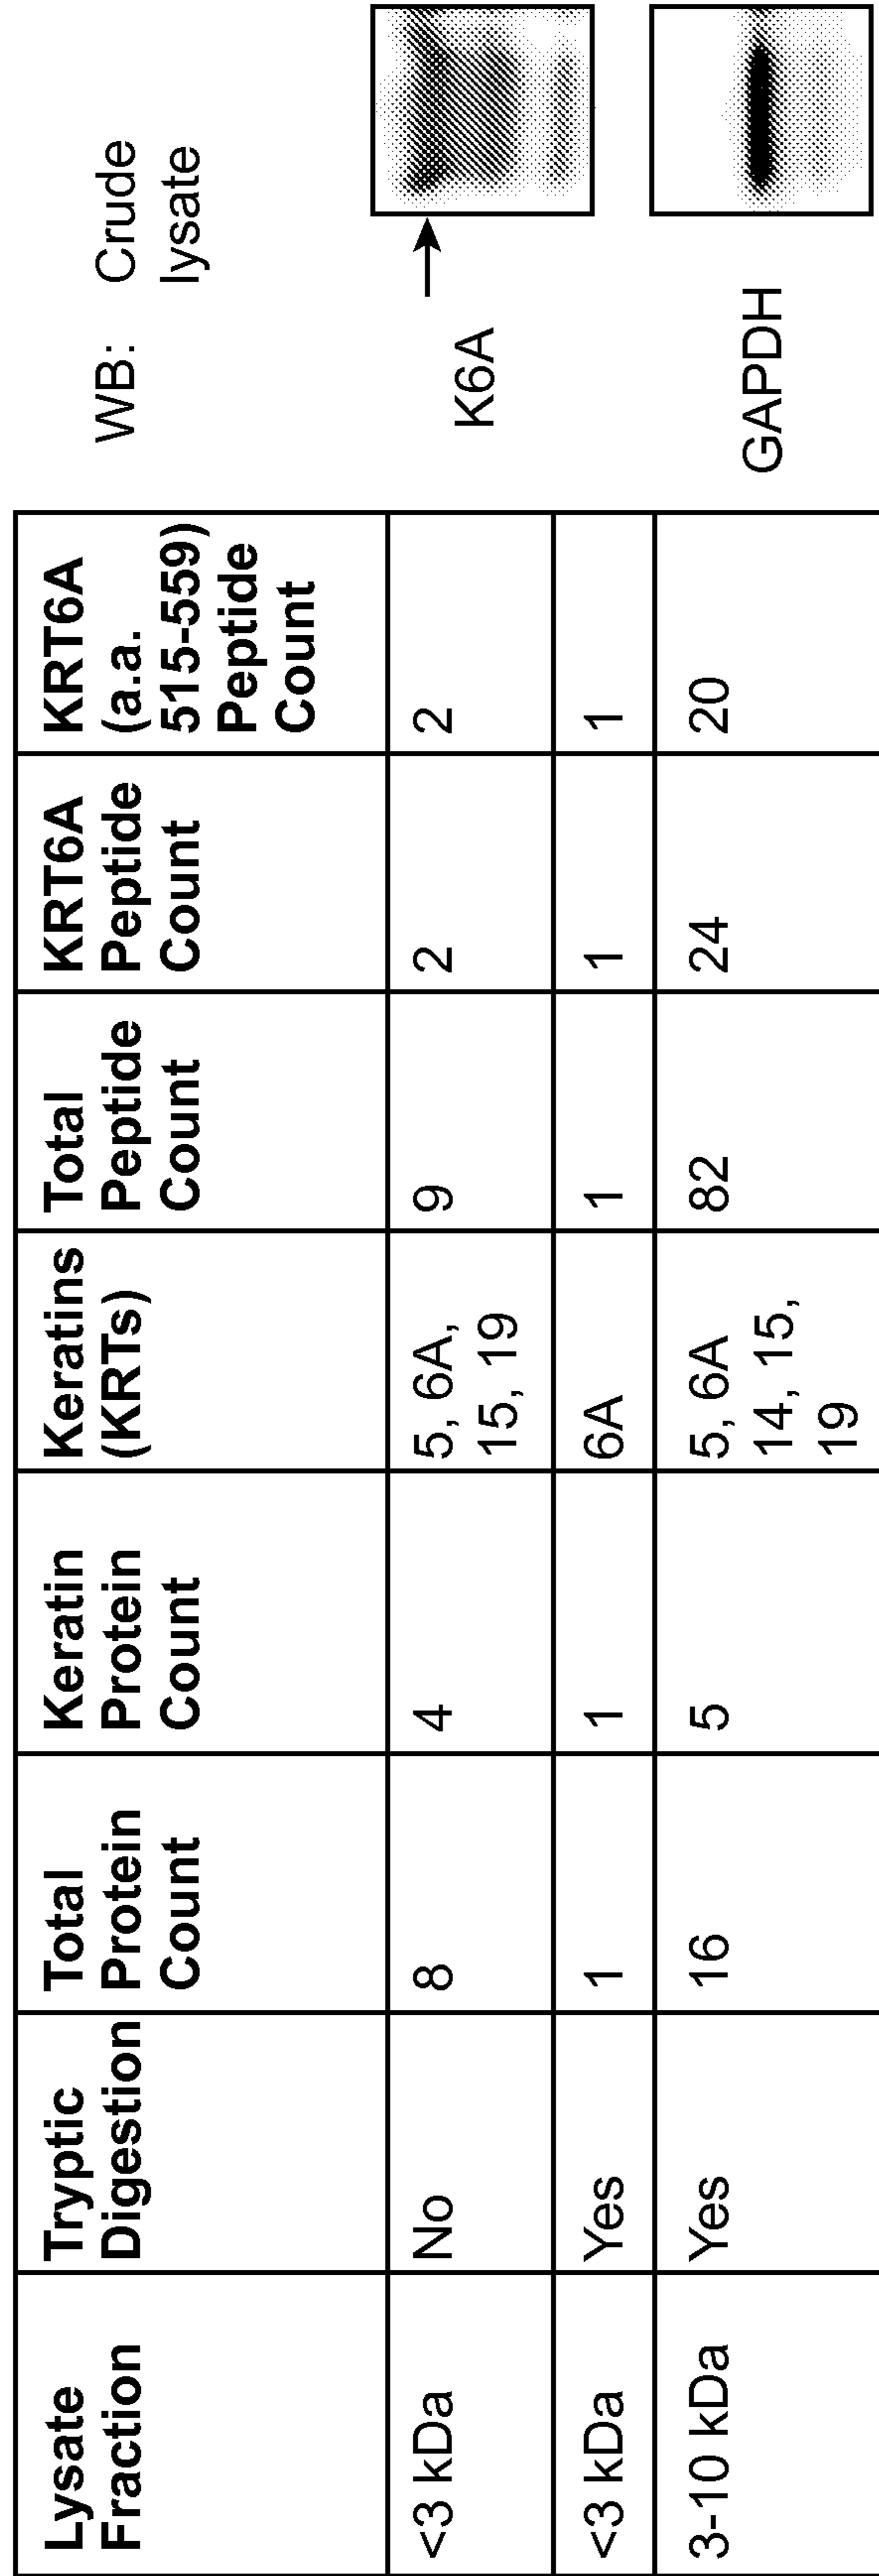 Lysate
Fraction
Tryptic
Digestion
Total
Protein
Count
Keratin
Protein
Count
Keratins
(KRTs)
Total
Peptide
Count
KRT6A
Peptide
Count
KRT6A
(a.a.
515-559)
Peptide
Count
<3 kDa
No
8
4
5, 6A,
15, 19
9
2
2
<3 kDa
Yes
1
1
6A
1
1
1
3-10 kDa
Yes
16
5
5, 6A
14, 15,
19
82
24
20
WB: Crude
lysate
K6A
GAPDH